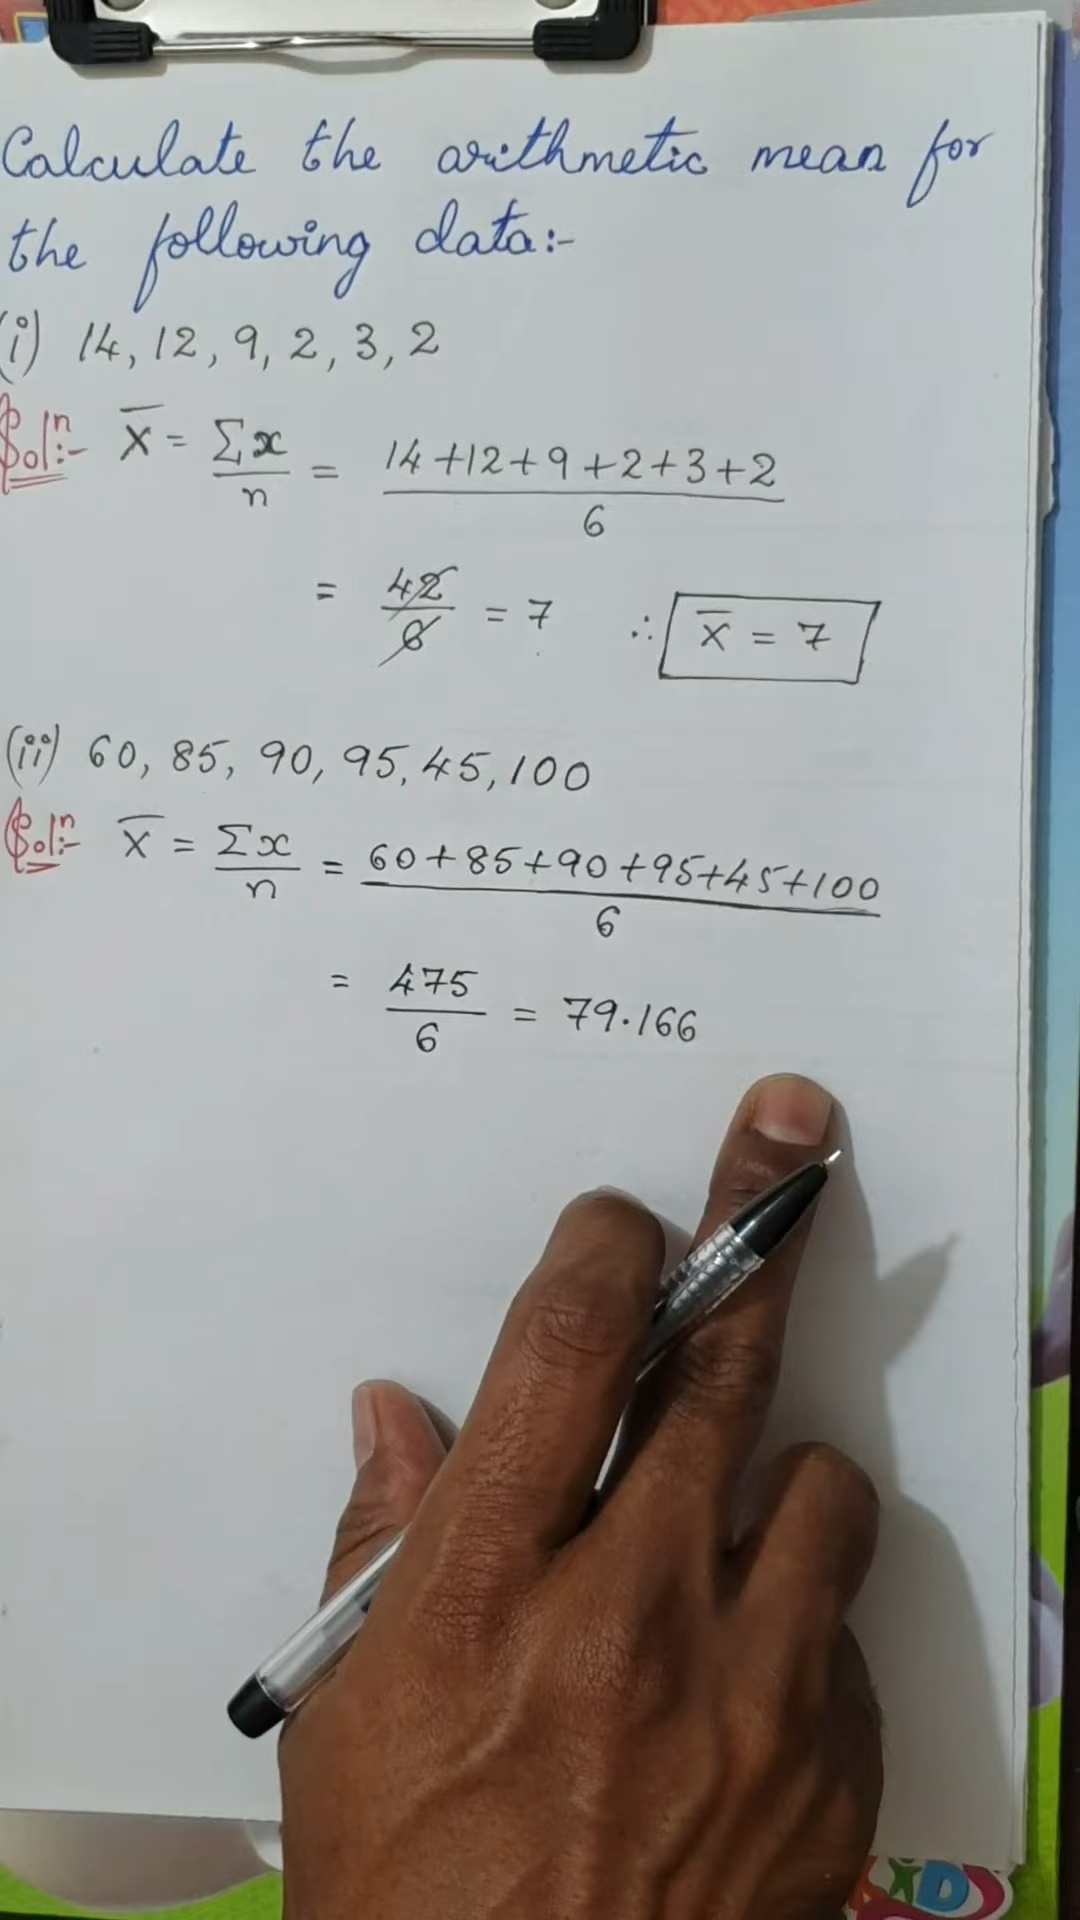 Calculate the arithmetic mean for
the following data:-
(i) 14, 12, 9, 2, 3, 2
Solⁿ:- X̄ = Σx/n = 14+12+9+2+3+2/6
= 42/6 = 7 ∴ X̄ = 7
(ii) 60, 85, 90, 95, 45, 100
Solⁿ:- X̄ = Σx/n = 60+85+90+95+45+100/6
= 475/6 = 79.166